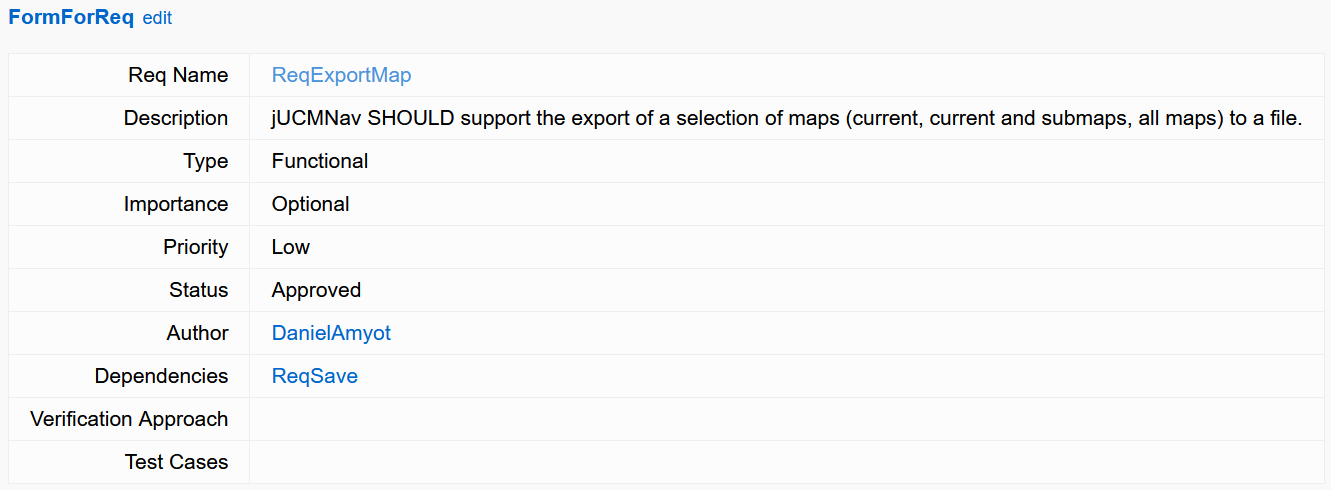 FormForReq edit
Req Name ReqExportMap
Description jUCMNav SHOULD support the export of a selection of maps (current, current and submaps, all maps) to a file.
Type Functional
Importance Optional
Priority Low
Status Approved
Author DanielAmyot
Dependencies ReqSave
Verification Approach
Test Cases